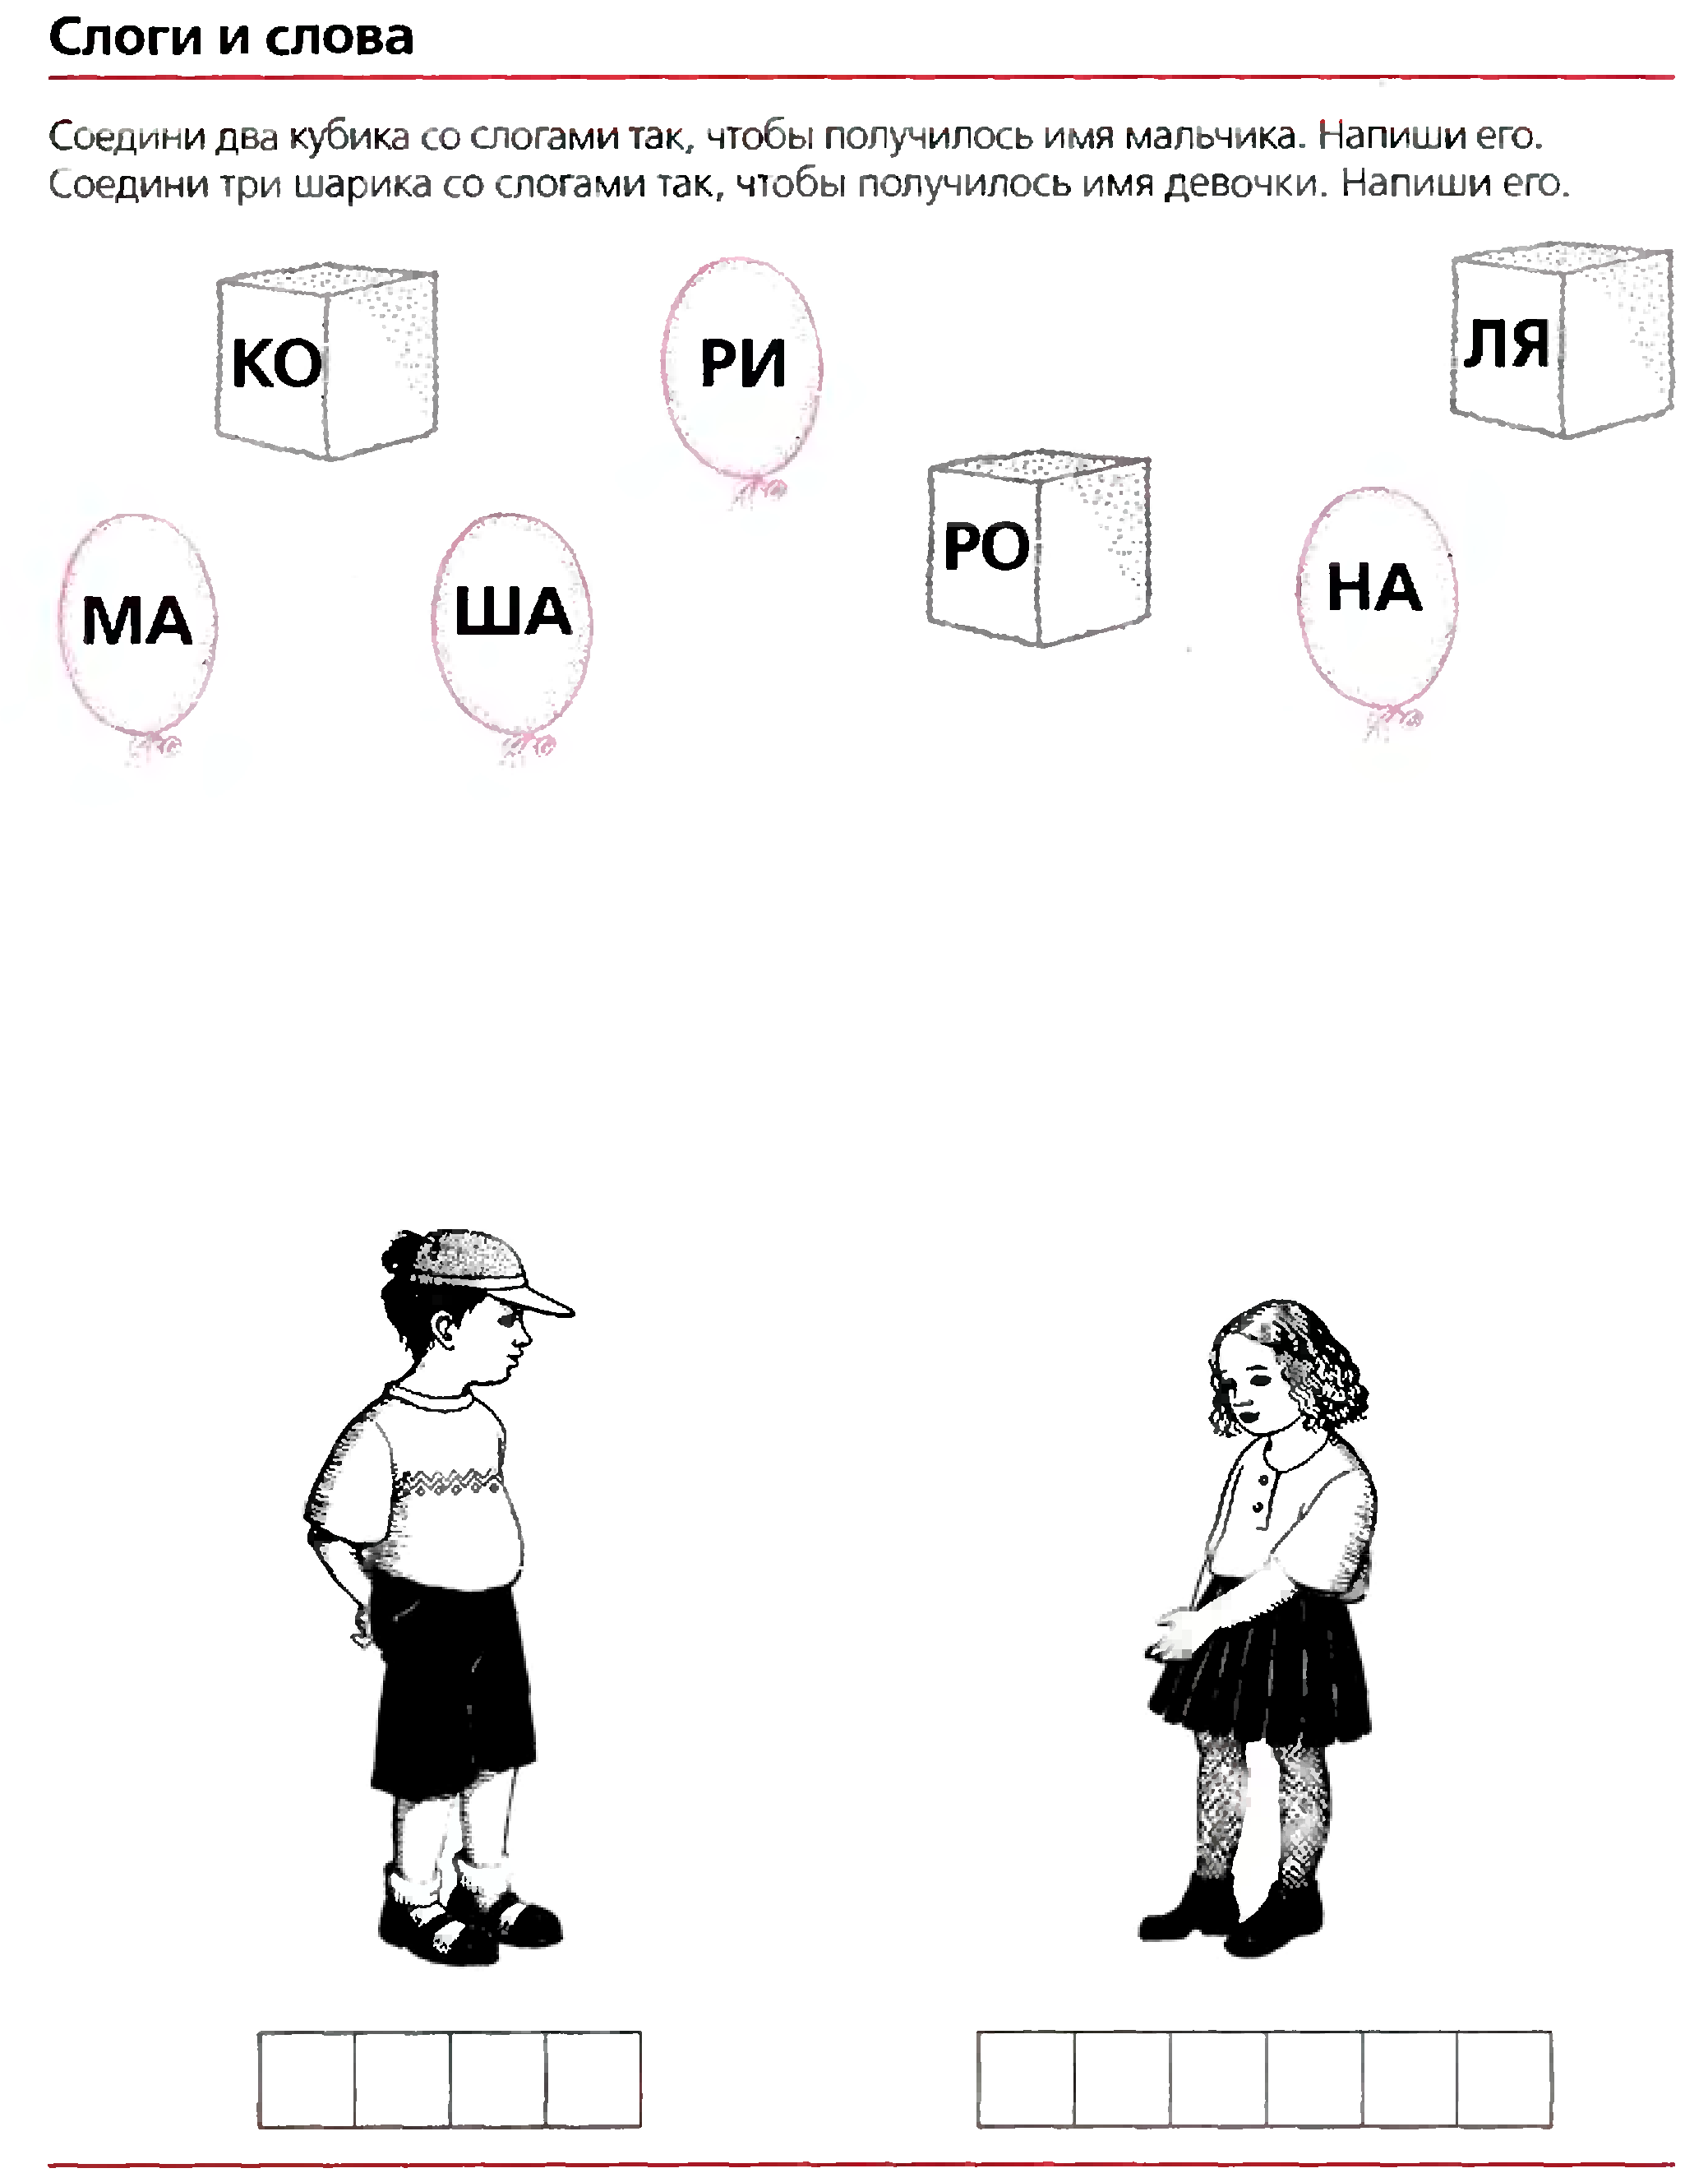 Слоги и слова
Соедини два кубика со слогами так, чтобы получилось имя мальчика. Напиши его.
Соедини три шарика со слогами так, чтобы получилось имя девочки. Напиши его.
КО
РИ
ЛЯ
РО
НА
МА
ША